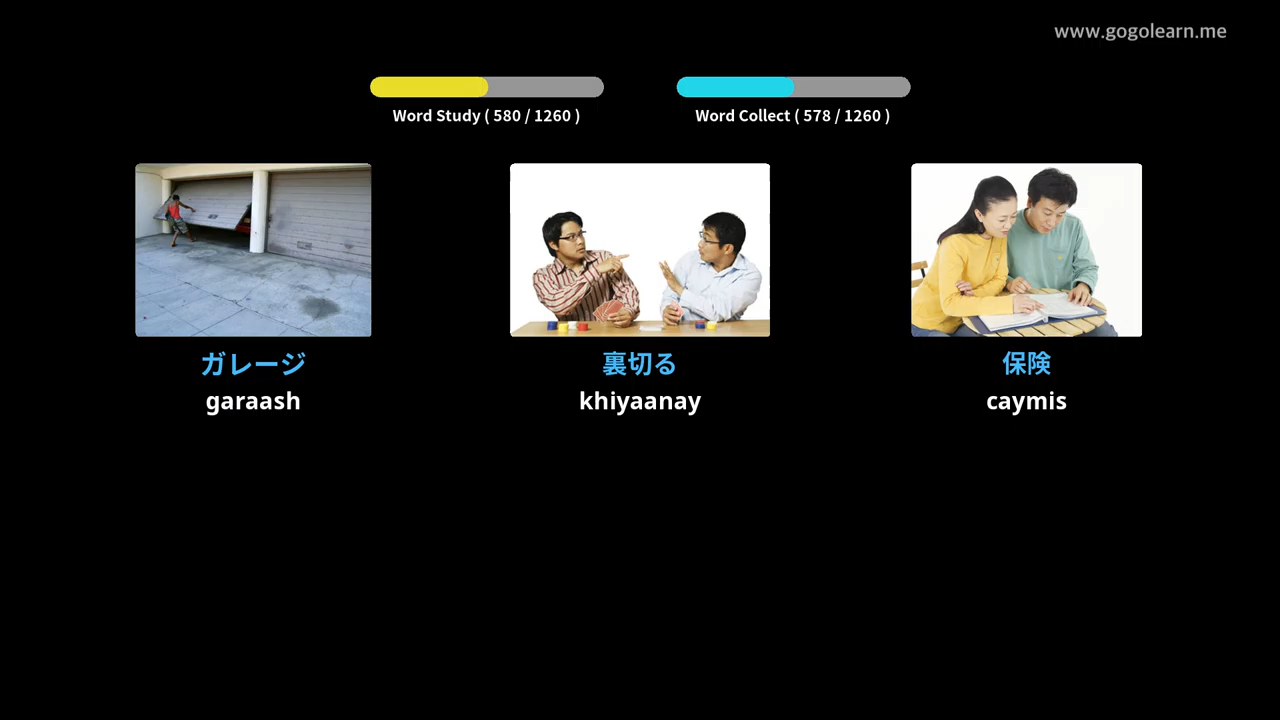 www.gogolearn.me
Word Study ( 580 / 1260 )
Word Collect ( 578 / 1260 )
ガレージ
garaash
裏切る
khiyaanay
保険
caymis